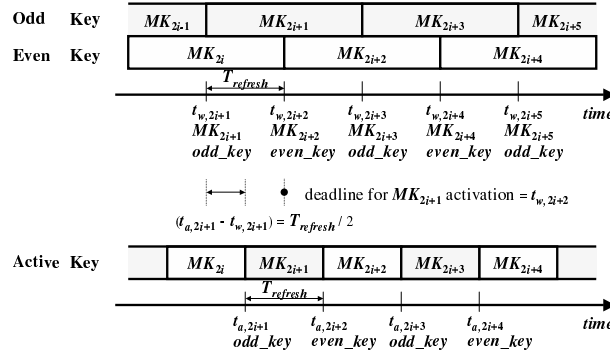 Odd Key MK2i-1 MK2i+1 MK2i+3 MK2i+5
Even Key MK2i MK2i+2 MK2i+4
Trefresh
time
tw,2i+1 tw,2i+2 tw,2i+3 tw,2i+4 tw,2i+5
MK2i+1 MK2i+2 MK2i+3 MK2i+4 MK2i+5
odd_key even_key odd_key even_key odd_key
deadline for MK2i+1 activation = tw,2i+2
(ta,2i+1 - tw,2i+1) = Trefresh / 2
Active Key MK2i MK2i+1 MK2i+2 MK2i+3 MK2i+4
Trefresh
time
ta,2i+1 ta,2i+2 ta,2i+3 ta,2i+4
odd_key even_key odd_key even_key